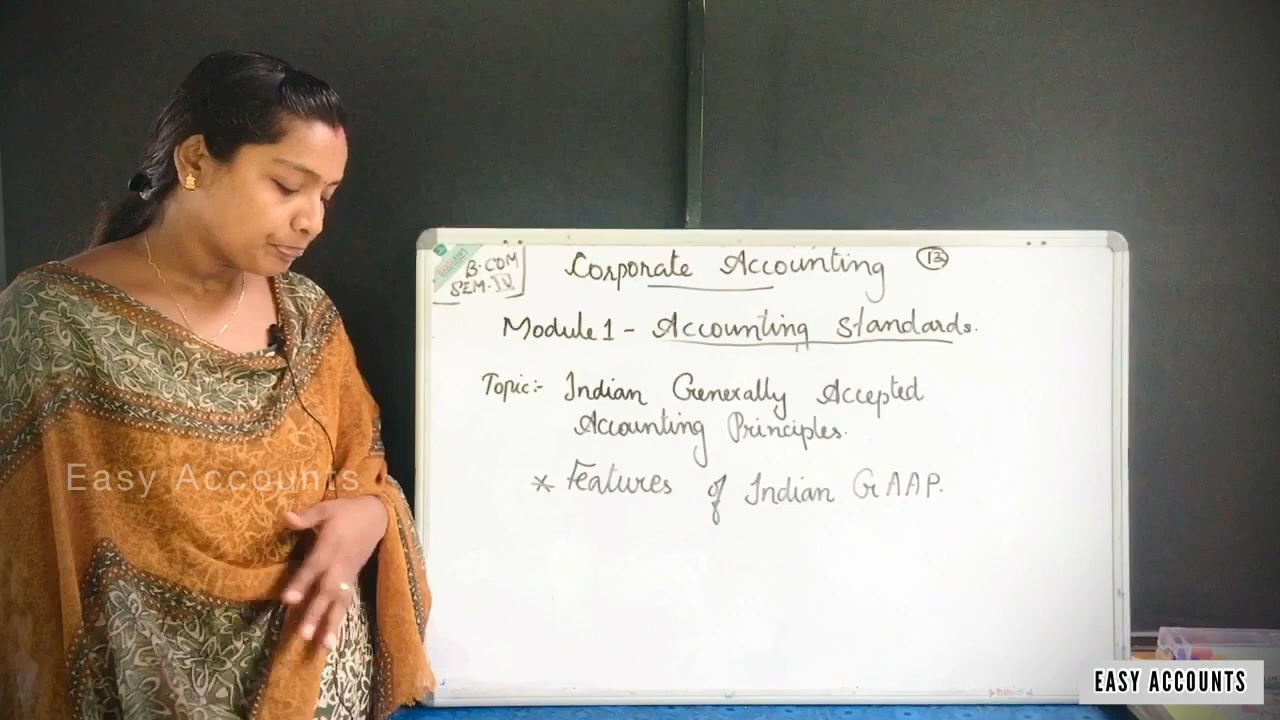 B.COM
SEM. IV
Corporate Accounting 13
Module 1 - Accounting Standards.
Topic:- Indian Generally Accepted
Accounting Principles.
* Features of Indian GAAP.
Easy Accounts
EASY ACCOUNTS